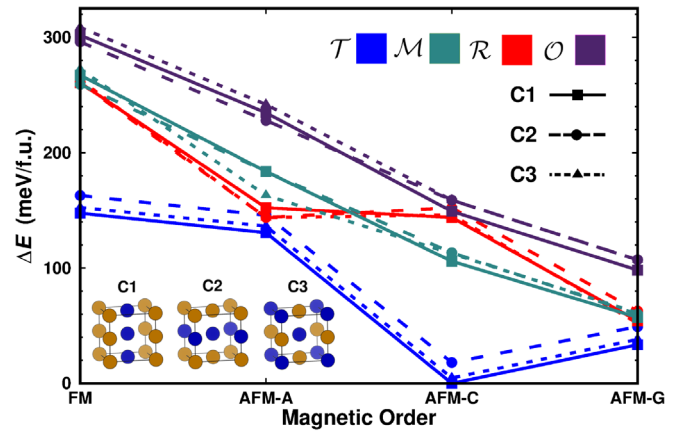 300
200
100
0
ΔE (meV/f.u.)
𝒯 ℳ ℛ 𝒪
C1
C2
C3
C1 C2 C3
FM AFM-A AFM-C AFM-G
Magnetic Order